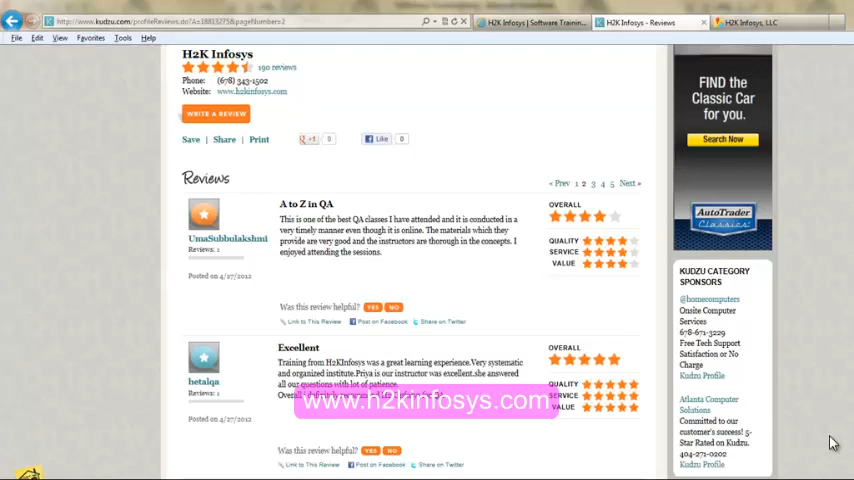 http://www.kudzu.com/profileReviews.do?A=18813275&pageNumber=2
H2K Infosys | Software Trainin...
H2K Infosys - Reviews
H2K Infosys, LLC
File Edit View Favorites Tools Help
H2K Infosys
190 reviews
Phone: (678) 343-1502
Website: www.h2kinfosys.com
WRITE A REVIEW
Save | Share | Print
+1 0
Like 0
Reviews
« Prev 1 2 3 4 5 Next »
A to Z in QA
This is one of the best QA classes I have attended and it is conducted in a
very timely manner even though it is online. The materials which they
provide are very good and the instructors are thorough in the concepts. I
enjoyed attending the sessions.
UmaSubbulakshmi
Reviews: 1
Posted on 4/27/2012
OVERALL
QUALITY
SERVICE
VALUE
Was this review helpful? YES NO
Link to This Review Post on Facebook Share on Twitter
Excellent
Training from H2KInfosys was a great learning experience.Very systematic
and organized institute.Priya is our instructor was excellent.she answered
all our questions with lot of patience.
Overall
www.h2kinfosys.com
hetalqa
Reviews: 1
Posted on 4/27/2012
OVERALL
QUALITY
SERVICE
VALUE
Was this review helpful? YES NO
Link to This Review Post on Facebook Share on Twitter
FIND the
Classic Car
for you.
Search Now
AutoTrader
Classics
KUDZU CATEGORY
SPONSORS
@homecomputers
Onsite Computer
Services
678-671-3229
Free Tech Support
Satisfaction or No
Charge
Kudzu Profile
Atlanta Computer
Solutions
Committed to our
customer's success! 5-
Star Rated on Kudzu.
404-271-0202
Kudzu Profile